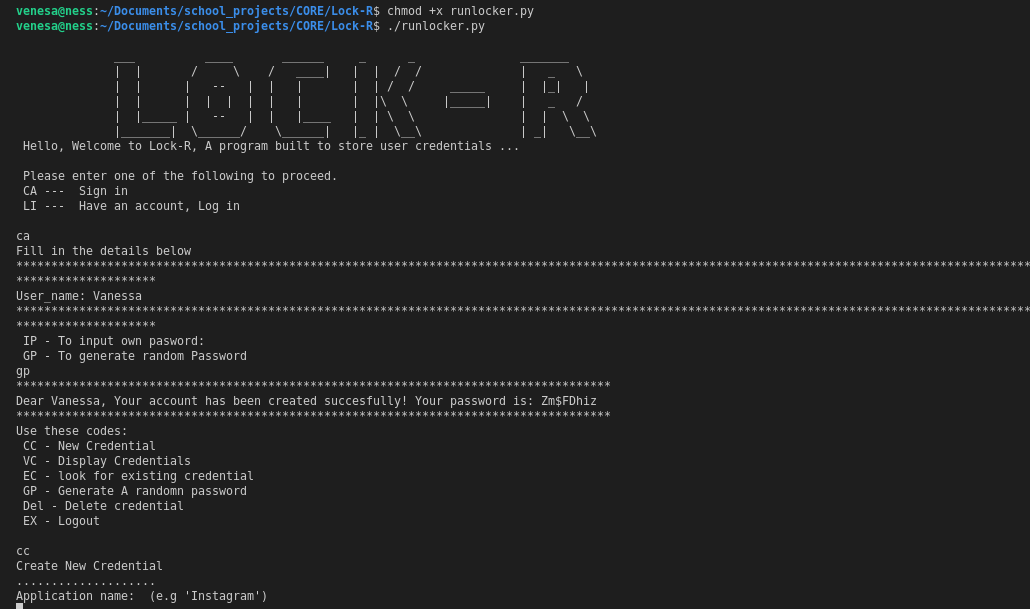 venesa@ness:~/Documents/school_projects/CORE/Lock-R$ chmod +x runlocker.py
venesa@ness:~/Documents/school_projects/CORE/Lock-R$ ./runlocker.py
LOCK-R
Hello, Welcome to Lock-R, A program built to store user credentials ...
Please enter one of the following to proceed.
CA ---  Sign in
LI ---  Have an account, Log in
ca
Fill in the details below
*************************************************************************************************************************************************
********************
User_name: Vanessa
*************************************************************************************************************************************************
********************
IP - To input own pasword:
GP - To generate random Password
gp
*************************************************************************************
Dear Vanessa, Your account has been created succesfully! Your password is: Zm$FDhiz
*************************************************************************************
Use these codes:
CC - New Credential
VC - Display Credentials
EC - look for existing credential
GP - Generate A randomn password
Del - Delete credential
EX - Logout
cc
Create New Credential
....................
Application name:  (e.g 'Instagram')